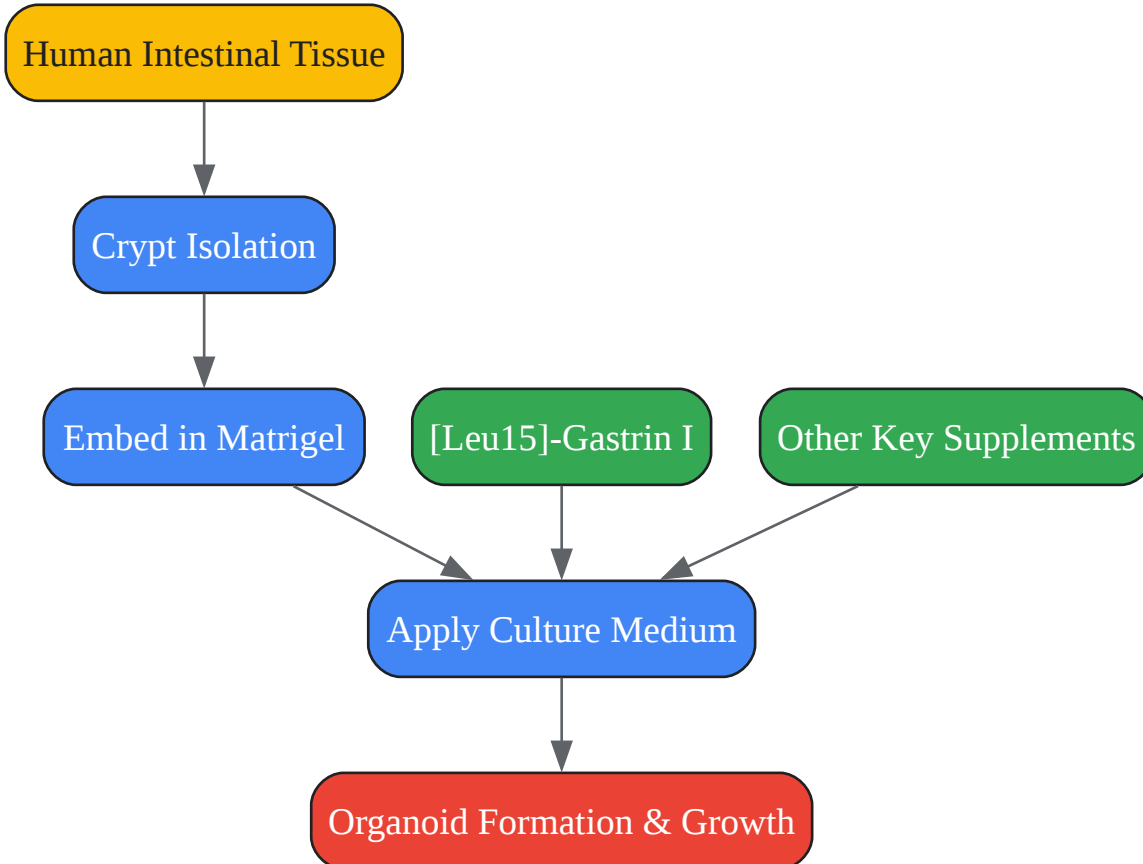 Human Intestinal Tissue
Crypt Isolation
Embed in Matrigel
[Leu15]-Gastrin I
Other Key Supplements
Apply Culture Medium
Organoid Formation & Growth